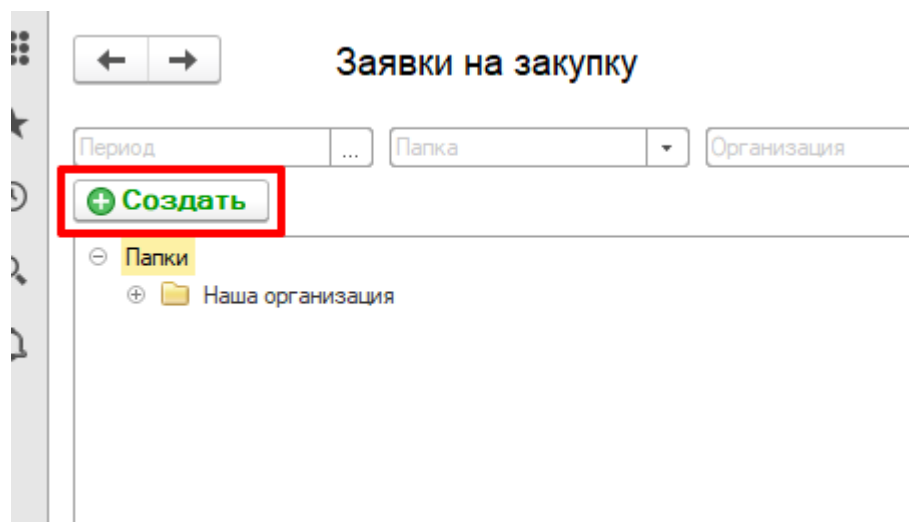 Заявки на закупку
Период ... Папка Организация
Создать
Папки
Наша организация